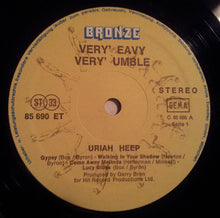 BRONZE
VERY 'EAVY
VERY 'UMBLE
ST 33
STEREO
85 690 ET
GEMA
Seite 1
URIAH HEEP
Gypsy (Box / Byron) - Walking In Your Shadow (Newton /
Byron) - Come Away Melinda (Hellerman / Minkoff) -
Lucy Blues (Box / Byron)
Produced by Gerry Bron
for Hit Record Productions Ltd.